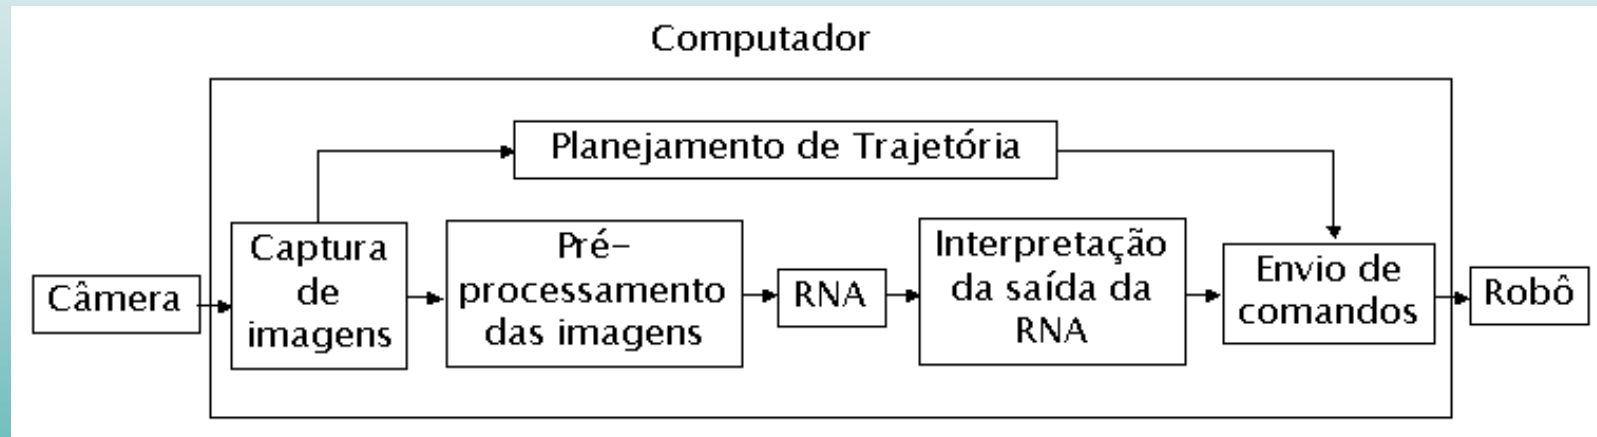 Computador
Planejamento de Trajetória
Câmera
Captura
de
imagens
Pré-
processamento
das imagens
RNA
Interpretação
da saída da
RNA
Envio de
comandos
Robô